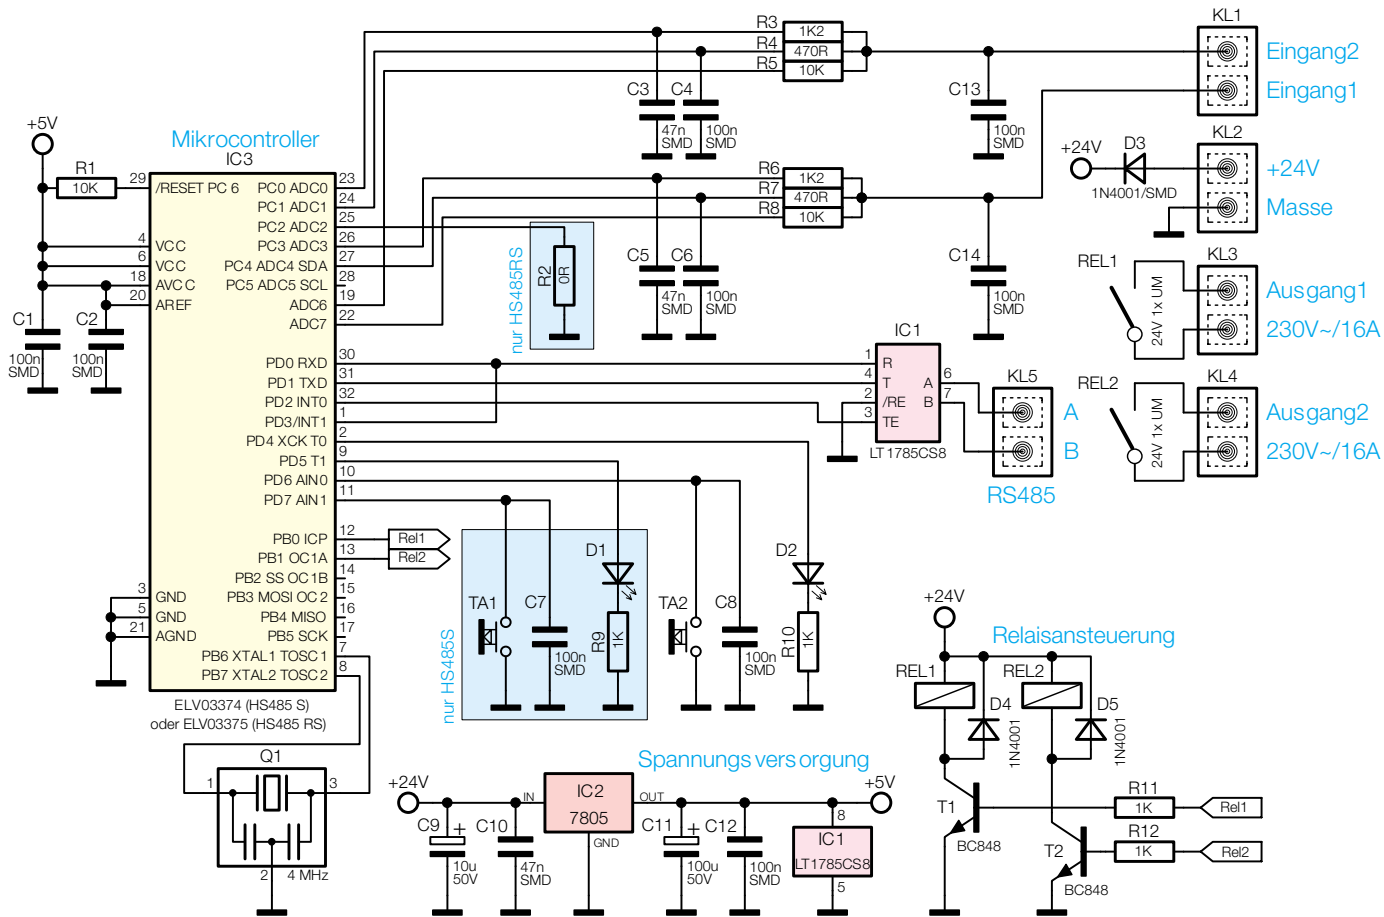 R3
1K2
R4
470R
R5
10K
KL1
Eingang2
Eingang1
C3
47n
SMD
C4
100n
SMD
C13
100n
SMD
+5V
Mikrocontroller
IC3
R1
10K
29
/RESET PC 6
PC0 ADC0
23
PC1 ADC1
24
PC2 ADC2
25
PC3 ADC3
26
PC4 ADC4 SDA
27
PC5 ADC5 SCL
28
ADC6
19
ADC7
22
4
VCC
6
VCC
18
AVCC
20
AREF
C1
100n
SMD
C2
100n
SMD
R6
1K2
R7
470R
R8
10K
nur HS485RS
R2
0R
C5
47n
SMD
C6
100n
SMD
C14
100n
SMD
+24V
D3
1N4001/SMD
KL2
+24V
Masse
REL1
24V 1x UM
KL3
Ausgang1
230V~/16A
REL2
24V 1x UM
KL4
Ausgang2
230V~/16A
PD0 RXD
30
PD1 TXD
31
PD2 INT0
32
PD3/INT1
1
PD4 XCK T0
2
PD5 T1
9
PD6 AIN0
10
PD7 AIN1
11
IC1
1
R
4
T
2
/RE
3
TE
A
6
B
7
LT1785CS8
KL5
A
B
RS485
PB0 ICP
12
Rel1
PB1 OC1A
13
Rel2
PB2 SS OC1B
14
PB3 MOSI OC2
15
PB4 MISO
16
PB5 SCK
17
PB6 XTAL1 TOSC1
7
PB7 XTAL2 TOSC2
8
3
GND
5
GND
21
AGND
ELV03374 (HS485 S)
oder ELV03375 (HS485 RS)
nur HS485S
TA1
C7
100n
SMD
D1
R9
1K
TA2
C8
100n
SMD
D2
R10
1K
Q1
1
3
2
4 MHz
Spannungsversorgung
+24V
C9
+
10u
50V
C10
47n
SMD
IN
IC2
7805
OUT
GND
C11
+
100u
50V
C12
100n
SMD
+5V
8
IC1
LT1785CS8
5
+24V
Relaisansteuerung
REL1
D4
1N4001
REL2
D5
1N4001
T1
BC848
T2
BC848
R11
1K
Rel1
R12
1K
Rel2